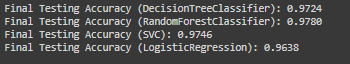 Final Testing Accuracy (DecisionTreeClassifier): 0.9724
Final Testing Accuracy (RandomForestClassifier): 0.9780
Final Testing Accuracy (SVC): 0.9746
Final Testing Accuracy (LogisticRegression): 0.9638